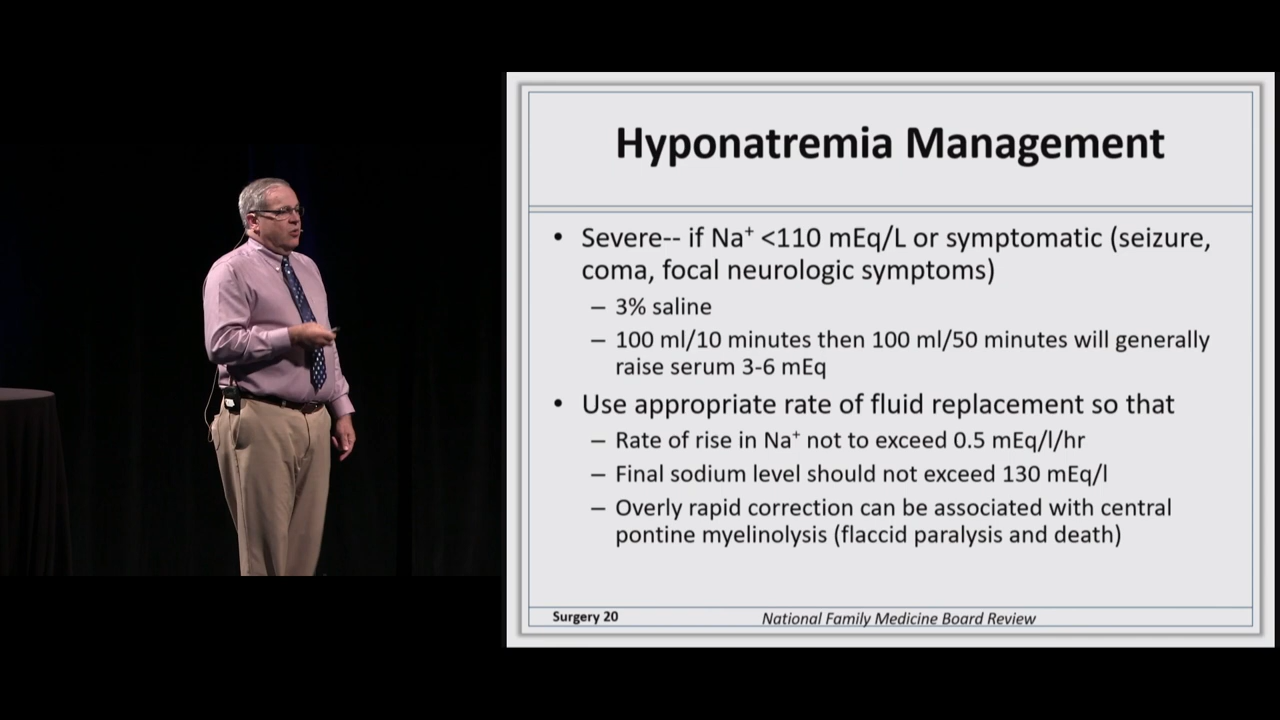 Hyponatremia Management
• Severe-- if Na⁺ <110 mEq/L or symptomatic (seizure,
coma, focal neurologic symptoms)
– 3% saline
– 100 ml/10 minutes then 100 ml/50 minutes will generally
raise serum 3-6 mEq
• Use appropriate rate of fluid replacement so that
– Rate of rise in Na⁺ not to exceed 0.5 mEq/l/hr
– Final sodium level should not exceed 130 mEq/l
– Overly rapid correction can be associated with central
pontine myelinolysis (flaccid paralysis and death)
Surgery 20
National Family Medicine Board Review